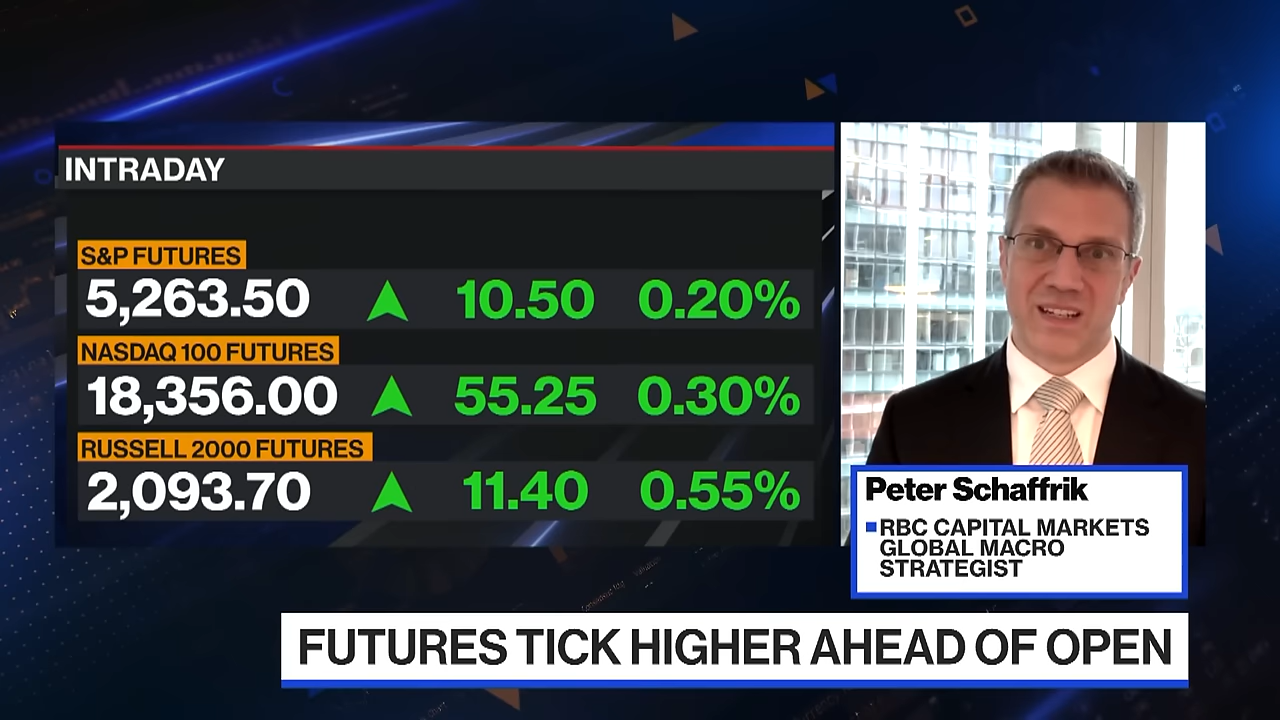 INTRADAY
S&P FUTURES
5,263.50 ▲ 10.50 0.20%
NASDAQ 100 FUTURES
18,356.00 ▲ 55.25 0.30%
RUSSELL 2000 FUTURES
2,093.70 ▲ 11.40 0.55%
Peter Schaffrik
RBC CAPITAL MARKETS
GLOBAL MACRO
STRATEGIST
FUTURES TICK HIGHER AHEAD OF OPEN